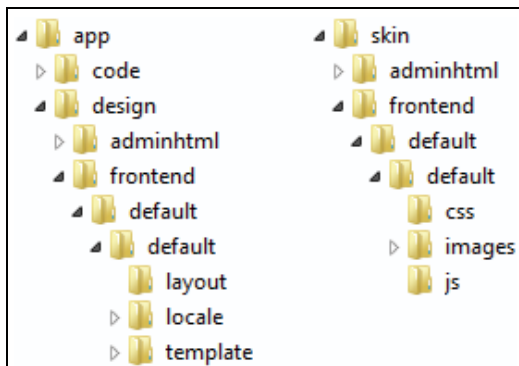 app
code
design
adminhtml
frontend
default
default
layout
locale
template
skin
adminhtml
frontend
default
default
css
images
js